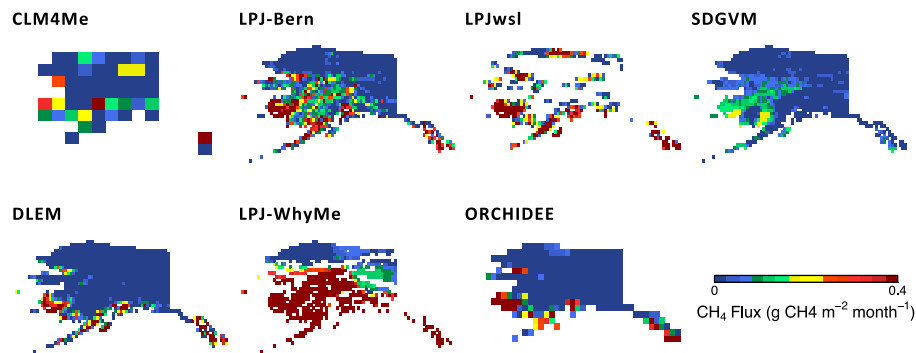 CLM4Me LPJ-Bern LPJwsl SDGVM
DLEM LPJ-WhyMe ORCHIDEE
0 0.4
CH₄ Flux (g CH4 m⁻² month⁻¹)